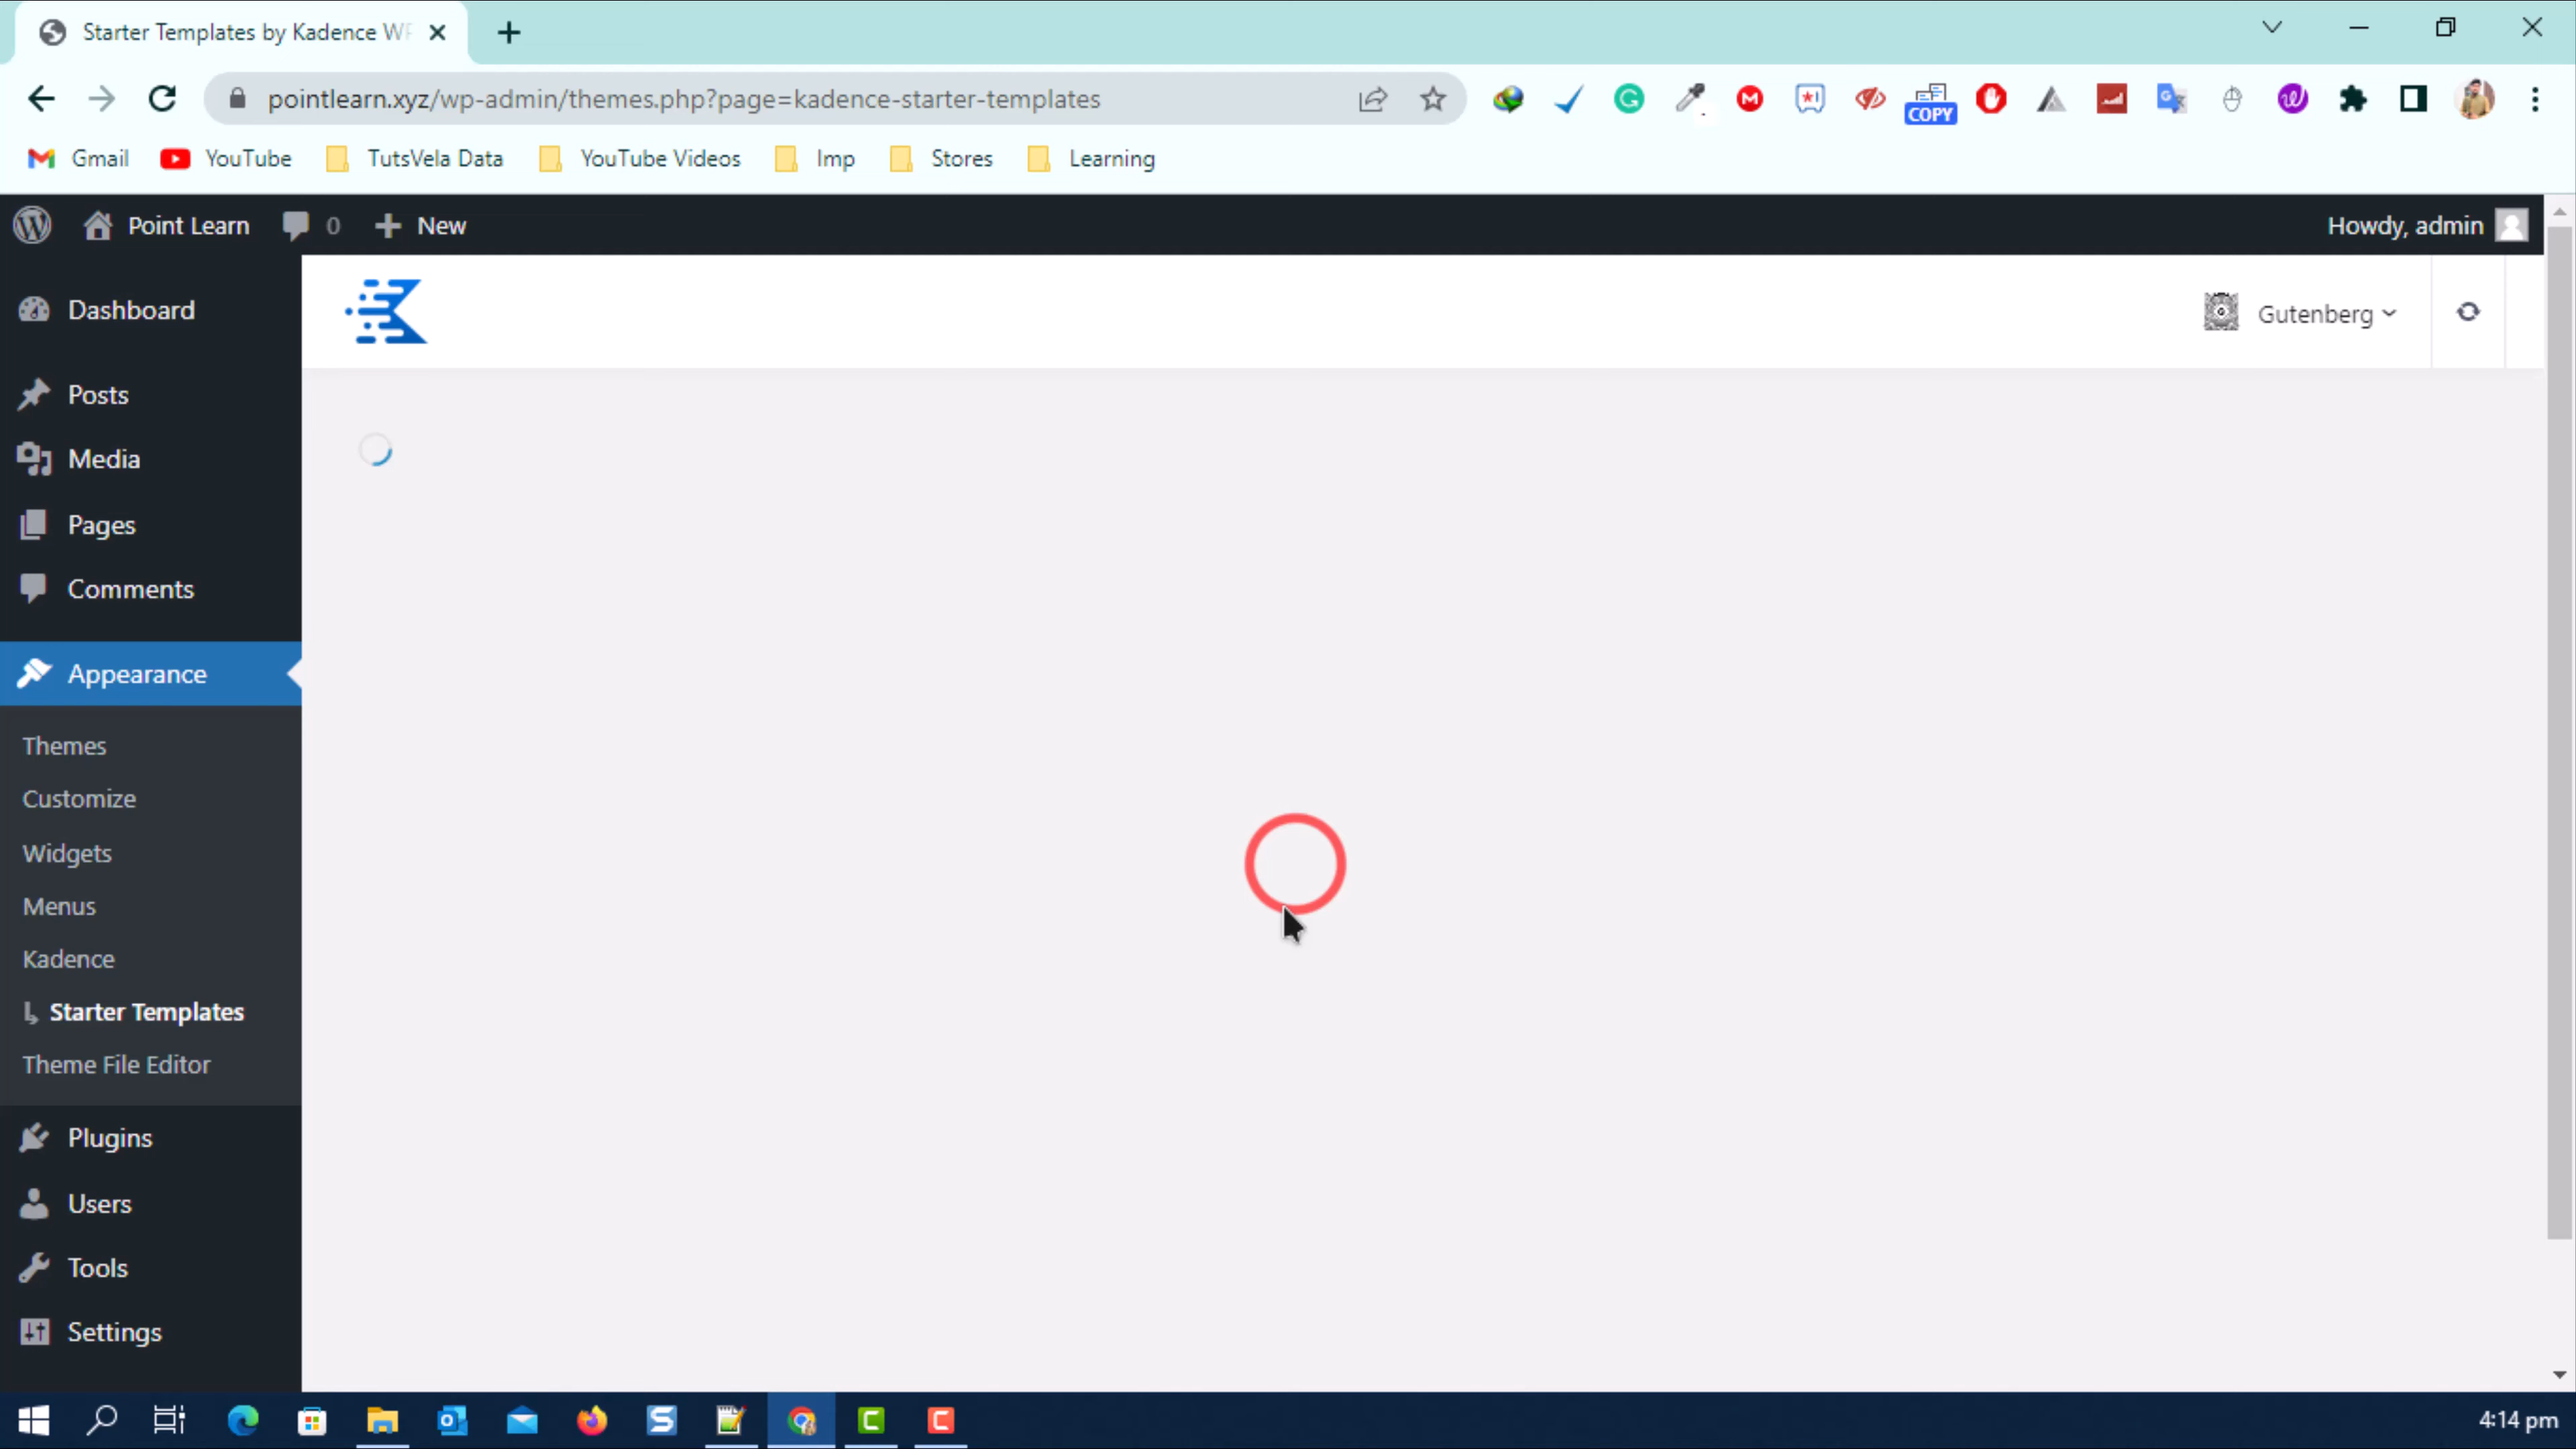 Starter Templates by Kadence WP
pointlearn.xyz/wp-admin/themes.php?page=kadence-starter-templates
COPY
Gmail
YouTube
TutsVela Data
YouTube Videos
Imp
Stores
Learning
Point Learn
0
New
Howdy, admin
Dashboard
Gutenberg
Posts
Media
Pages
Comments
Appearance
Themes
Customize
Widgets
Menus
Kadence
Starter Templates
Theme File Editor
Plugins
Users
Tools
Settings
4:14 pm